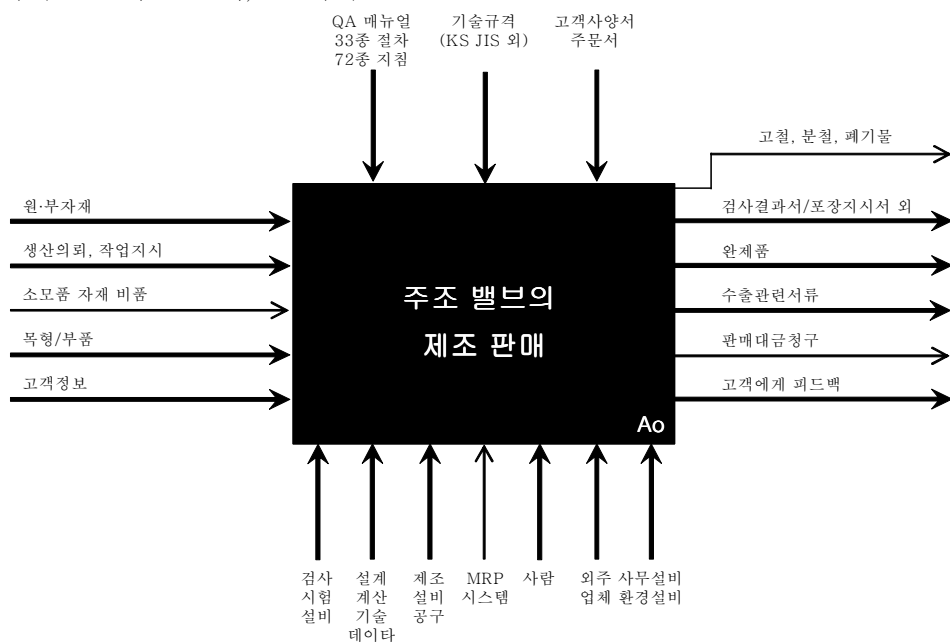 QA 매뉴얼
33종 절차
72종 지침
기술규격
(KS JIS 외)
고객사양서
주문서
고철, 분철, 폐기물
원·부자재
생산의뢰, 작업지시
소모품 자재 비품
목형/부품
고객정보
주조 밸브의
제조 판매
Ao
검사결과서/포장지시서 외
완제품
수출관련서류
판매대금청구
고객에게 피드백
검사
시험
설비
설계
계산
기술
데이타
제조
설비
공구
MRP
시스템
사람
외주
업체
사무설비
환경설비